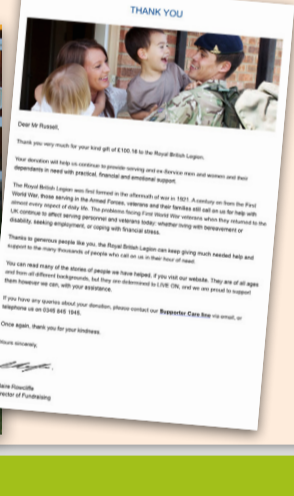 THANK YOU
Dear Mr Russell,
Thank you very much for your kind gift of £100.16 to the Royal British Legion.
Your donation will help us continue to provide serving and ex-Service men and women and their
dependants in need with practical, financial and emotional support.
The Royal British Legion was first formed in the aftermath of war in 1921. A century on from the First
World War, those serving in the Armed Forces, veterans and their families still call on us for help with
almost every aspect of daily life. The problems facing First World War veterans when they returned to the
UK continue to affect serving personnel and veterans today; whether living with bereavement or
disability, seeking employment, or coping with financial stress.
Thanks to generous people like you, the Royal British Legion can keep giving much needed help and
support to the many thousands of people who call on us in their hour of need.
You can read many of the stories of people we have helped, if you visit our website. They are of all ages
and from all different backgrounds, but they are determined to LIVE ON, and we are proud to support
them however we can, with your assistance.
If you have any queries about your donation, please contact our Supporter Care line via email, or
telephone us on 0345 845 1945.
Once again, thank you for your kindness.
Yours sincerely,
Rowcliffe
Director of Fundraising